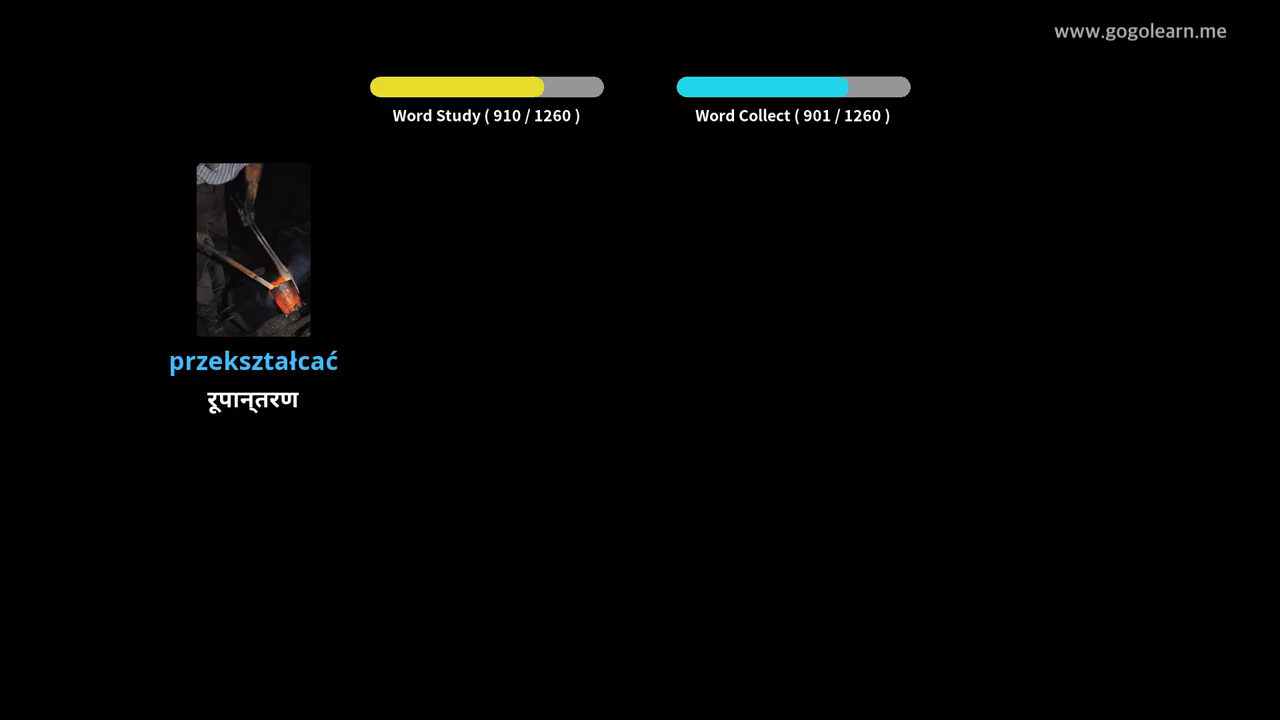 www.gogolearn.me
Word Study ( 910 / 1260 )
Word Collect ( 901 / 1260 )
przekształcać
रूपान्तरण